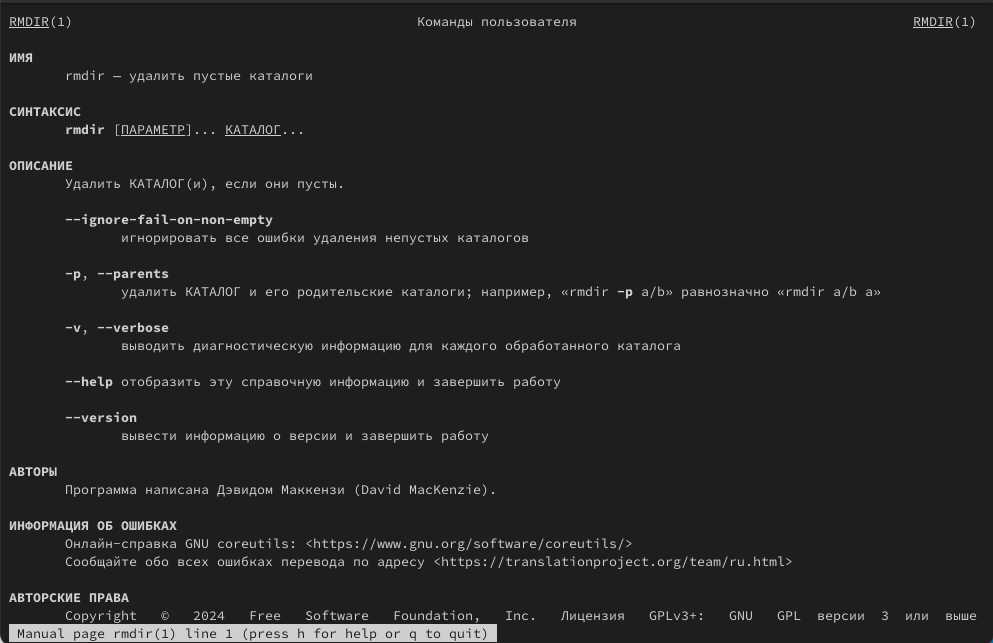 RMDIR(1) Команды пользователя RMDIR(1)
ИМЯ
rmdir — удалить пустые каталоги
СИНТАКСИС
rmdir [ПАРАМЕТР]... КАТАЛОГ...
ОПИСАНИЕ
Удалить КАТАЛОГ(и), если они пусты.
--ignore-fail-on-non-empty
игнорировать все ошибки удаления непустых каталогов
-p, --parents
удалить КАТАЛОГ и его родительские каталоги; например, «rmdir -p a/b» равнозначно «rmdir a/b a»
-v, --verbose
выводить диагностическую информацию для каждого обработанного каталога
--help отобразить эту справочную информацию и завершить работу
--version
вывести информацию о версии и завершить работу
АВТОРЫ
Программа написана Дэвидом Маккензи (David MacKenzie).
ИНФОРМАЦИЯ ОБ ОШИБКАХ
Онлайн-справка GNU coreutils: <https://www.gnu.org/software/coreutils/>
Сообщайте обо всех ошибках перевода по адресу <https://translationproject.org/team/ru.html>
АВТОРСКИЕ ПРАВА
Copyright © 2024 Free Software Foundation, Inc. Лицензия GPLv3+: GNU GPL версии 3 или выше
Manual page rmdir(1) line 1 (press h for help or q to quit)